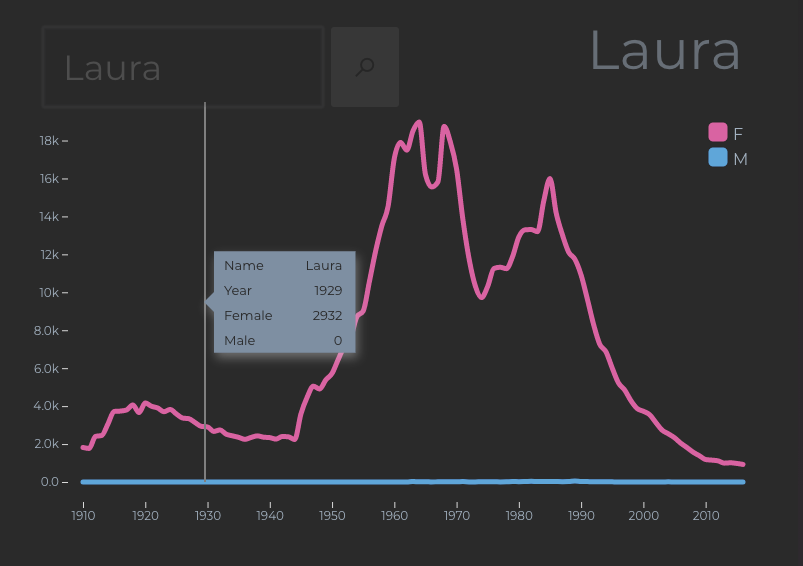 Laura
Laura
F
M
18k
16k
14k
12k
10k
8.0k
6.0k
4.0k
2.0k
0.0
Name Laura
Year 1929
Female 2932
Male 0
1910 1920 1930 1940 1950 1960 1970 1980 1990 2000 2010